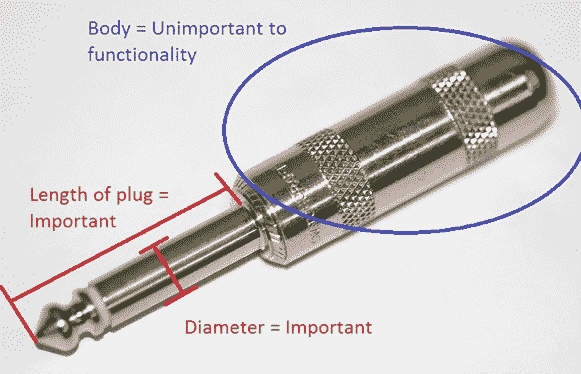 Body = Unimportant to
functionality
Length of plug =
Important
Diameter = Important